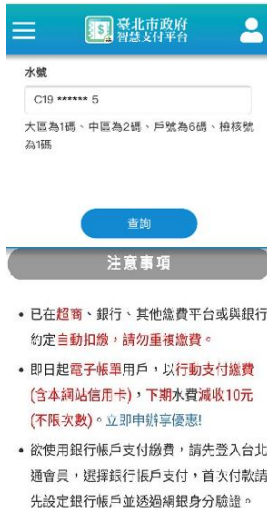 臺北市政府
智慧支付平台
水號
C19 ****** 5
大區為1碼、中區為2碼、戶號為6碼、檢核號
為1碼
查詢
注意事項
• 已在超商、銀行、其他繳費平台或與銀行
約定自動扣繳，請勿重複繳費。
• 即日起電子帳單用戶，以行動支付繳費
(含本網站信用卡)，下期水費減收10元
(不限次數)。立即申辦享優惠!
• 欲使用銀行帳戶支付繳費，請先登入台北
通會員，選擇銀行帳戶支付，首次付款請
先設定銀行帳戶並透過網銀身分驗證。